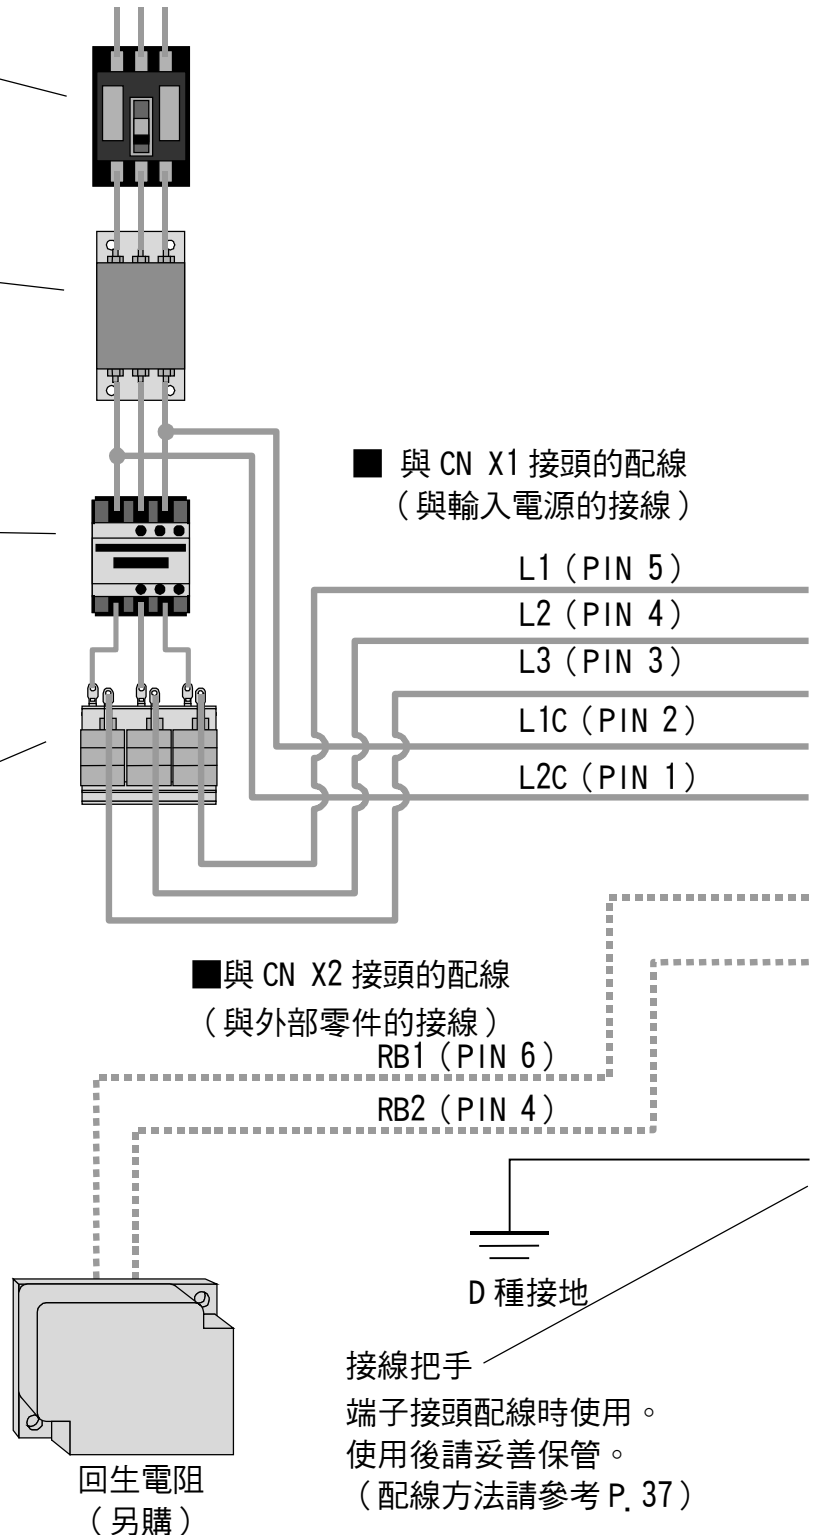 ■ 與 CN X1 接頭的配線
（與輸入電源的接線）
L1（PIN 5）
L2（PIN 4）
L3（PIN 3）
L1C（PIN 2）
L2C（PIN 1）
■與 CN X2 接頭的配線
（與外部零件的接線）
RB1（PIN 6）
RB2（PIN 4）
D 種接地
接線把手
端子接頭配線時使用。
使用後請妥善保管。
（配線方法請參考 P. 37）
回生電阻
（另購）